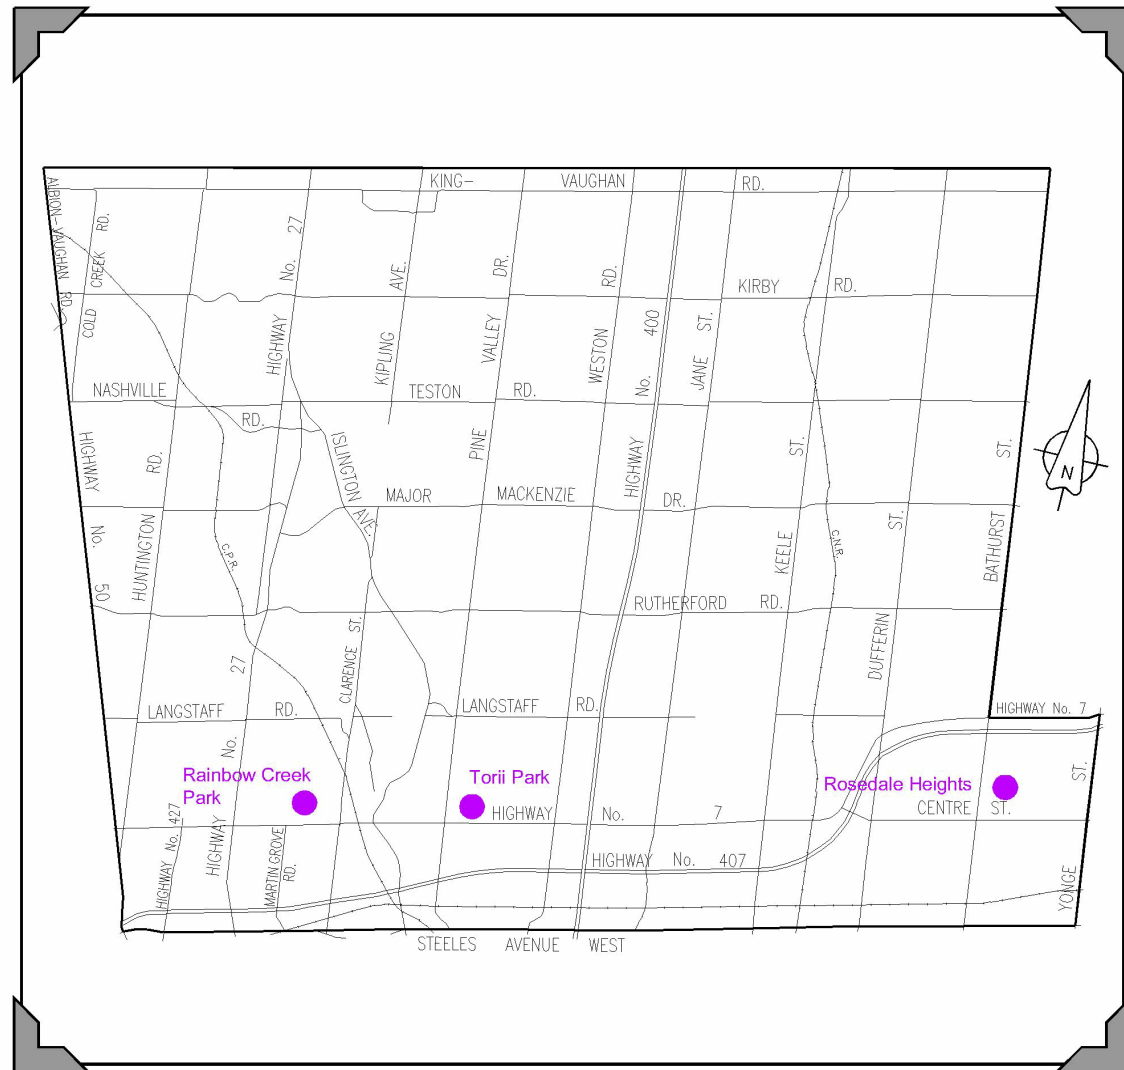 KING– VAUGHAN RD.
ALBION–VAUGHAN RD.
COLD CREEK RD.
HIGHWAY No. 27
KIPLING AVE.
PINE VALLEY DR.
WESTON RD.
HIGHWAY No. 400
JANE ST.
KIRBY RD.
NASHVILLE RD.
TESTON RD.
HIGHWAY No. 50
HUNTINGTON RD.
ISLINGTON AVE.
MAJOR MACKENZIE DR.
KEELE ST.
DUFFERIN ST.
BATHURST ST.
N
C.P.R.
C.N.R.
RUTHERFORD RD.
CLARENCE ST.
HIGHWAY No. 27
LANGSTAFF RD.
LANGSTAFF RD.
HIGHWAY No. 7
Rainbow Creek
Park
Torii Park
Rosedale Heights
HIGHWAY No. 7
CENTRE ST.
HIGHWAY No. 427
MARTIN GROVE
RD.
HIGHWAY No. 407
YONGE ST.
STEELES AVENUE WEST